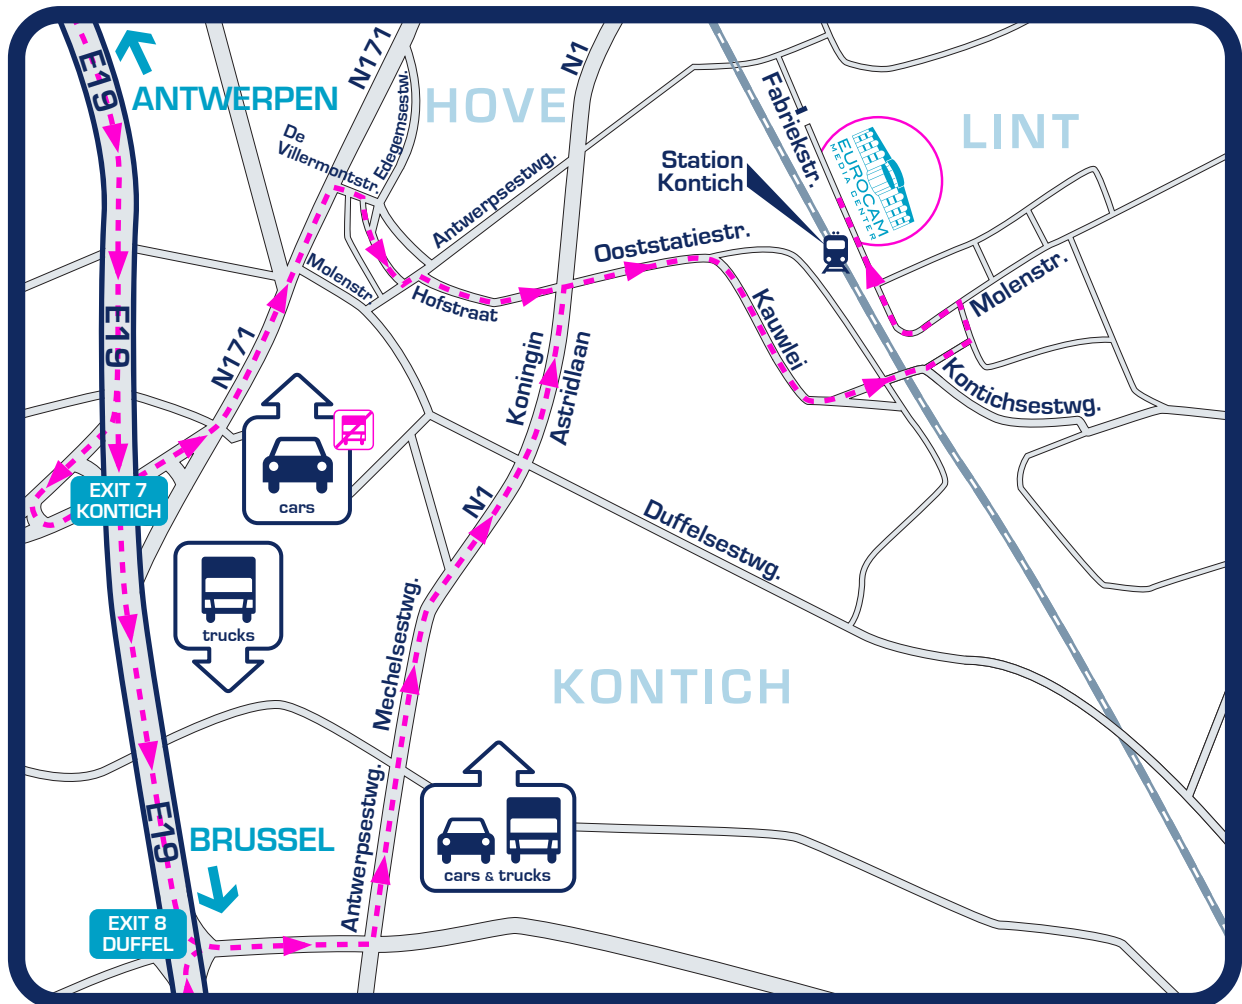 E19
ANTWERPEN
N171
N1
HOVE
LINT
De
Villermontstr.
Edegemsestw.
Antwerpsestwg.
Station
Kontich
Fabriekstr.
EUROCAM
MEDIA CENTER
Ooststatiestr.
Molenstr.
Hofstraat
Molenstr.
E19
N171
Kauwlei
Koningin
Astridlaan
Kontichsestwg.
EXIT 7
KONTICH
cars
N1
Duffelsestwg.
trucks
Mechelsestwg.
KONTICH
Antwerpsestwg.
E19
BRUSSEL
cars & trucks
EXIT 8
DUFFEL